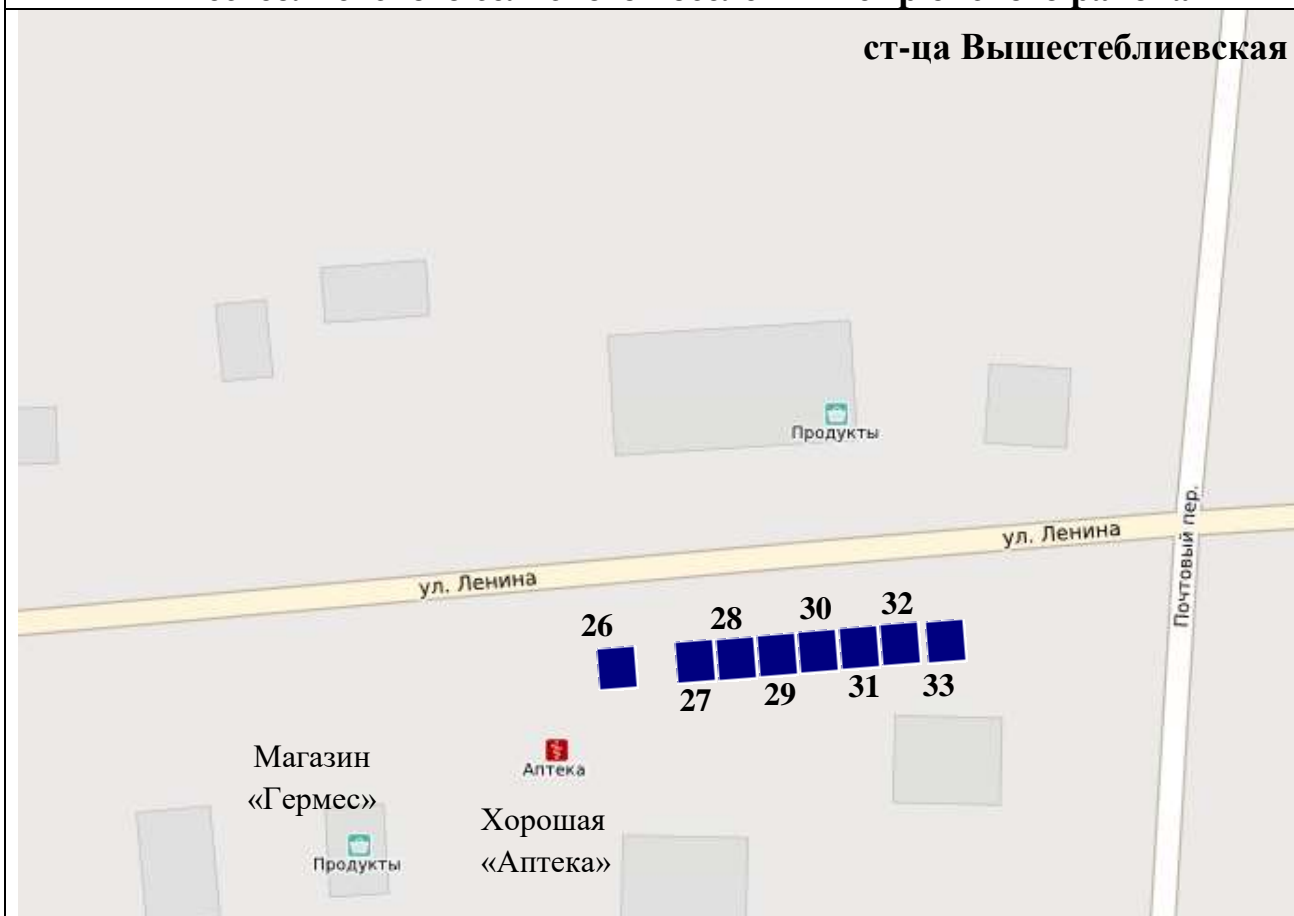 ст-ца Вышестеблиевская
Продукты
Почтовый пер.
ул. Ленина
ул. Ленина
26
28
30
32
27
29
31
33
Магазин
«Гермес»
Аптека
Хорошая
«Аптека»
Продукты